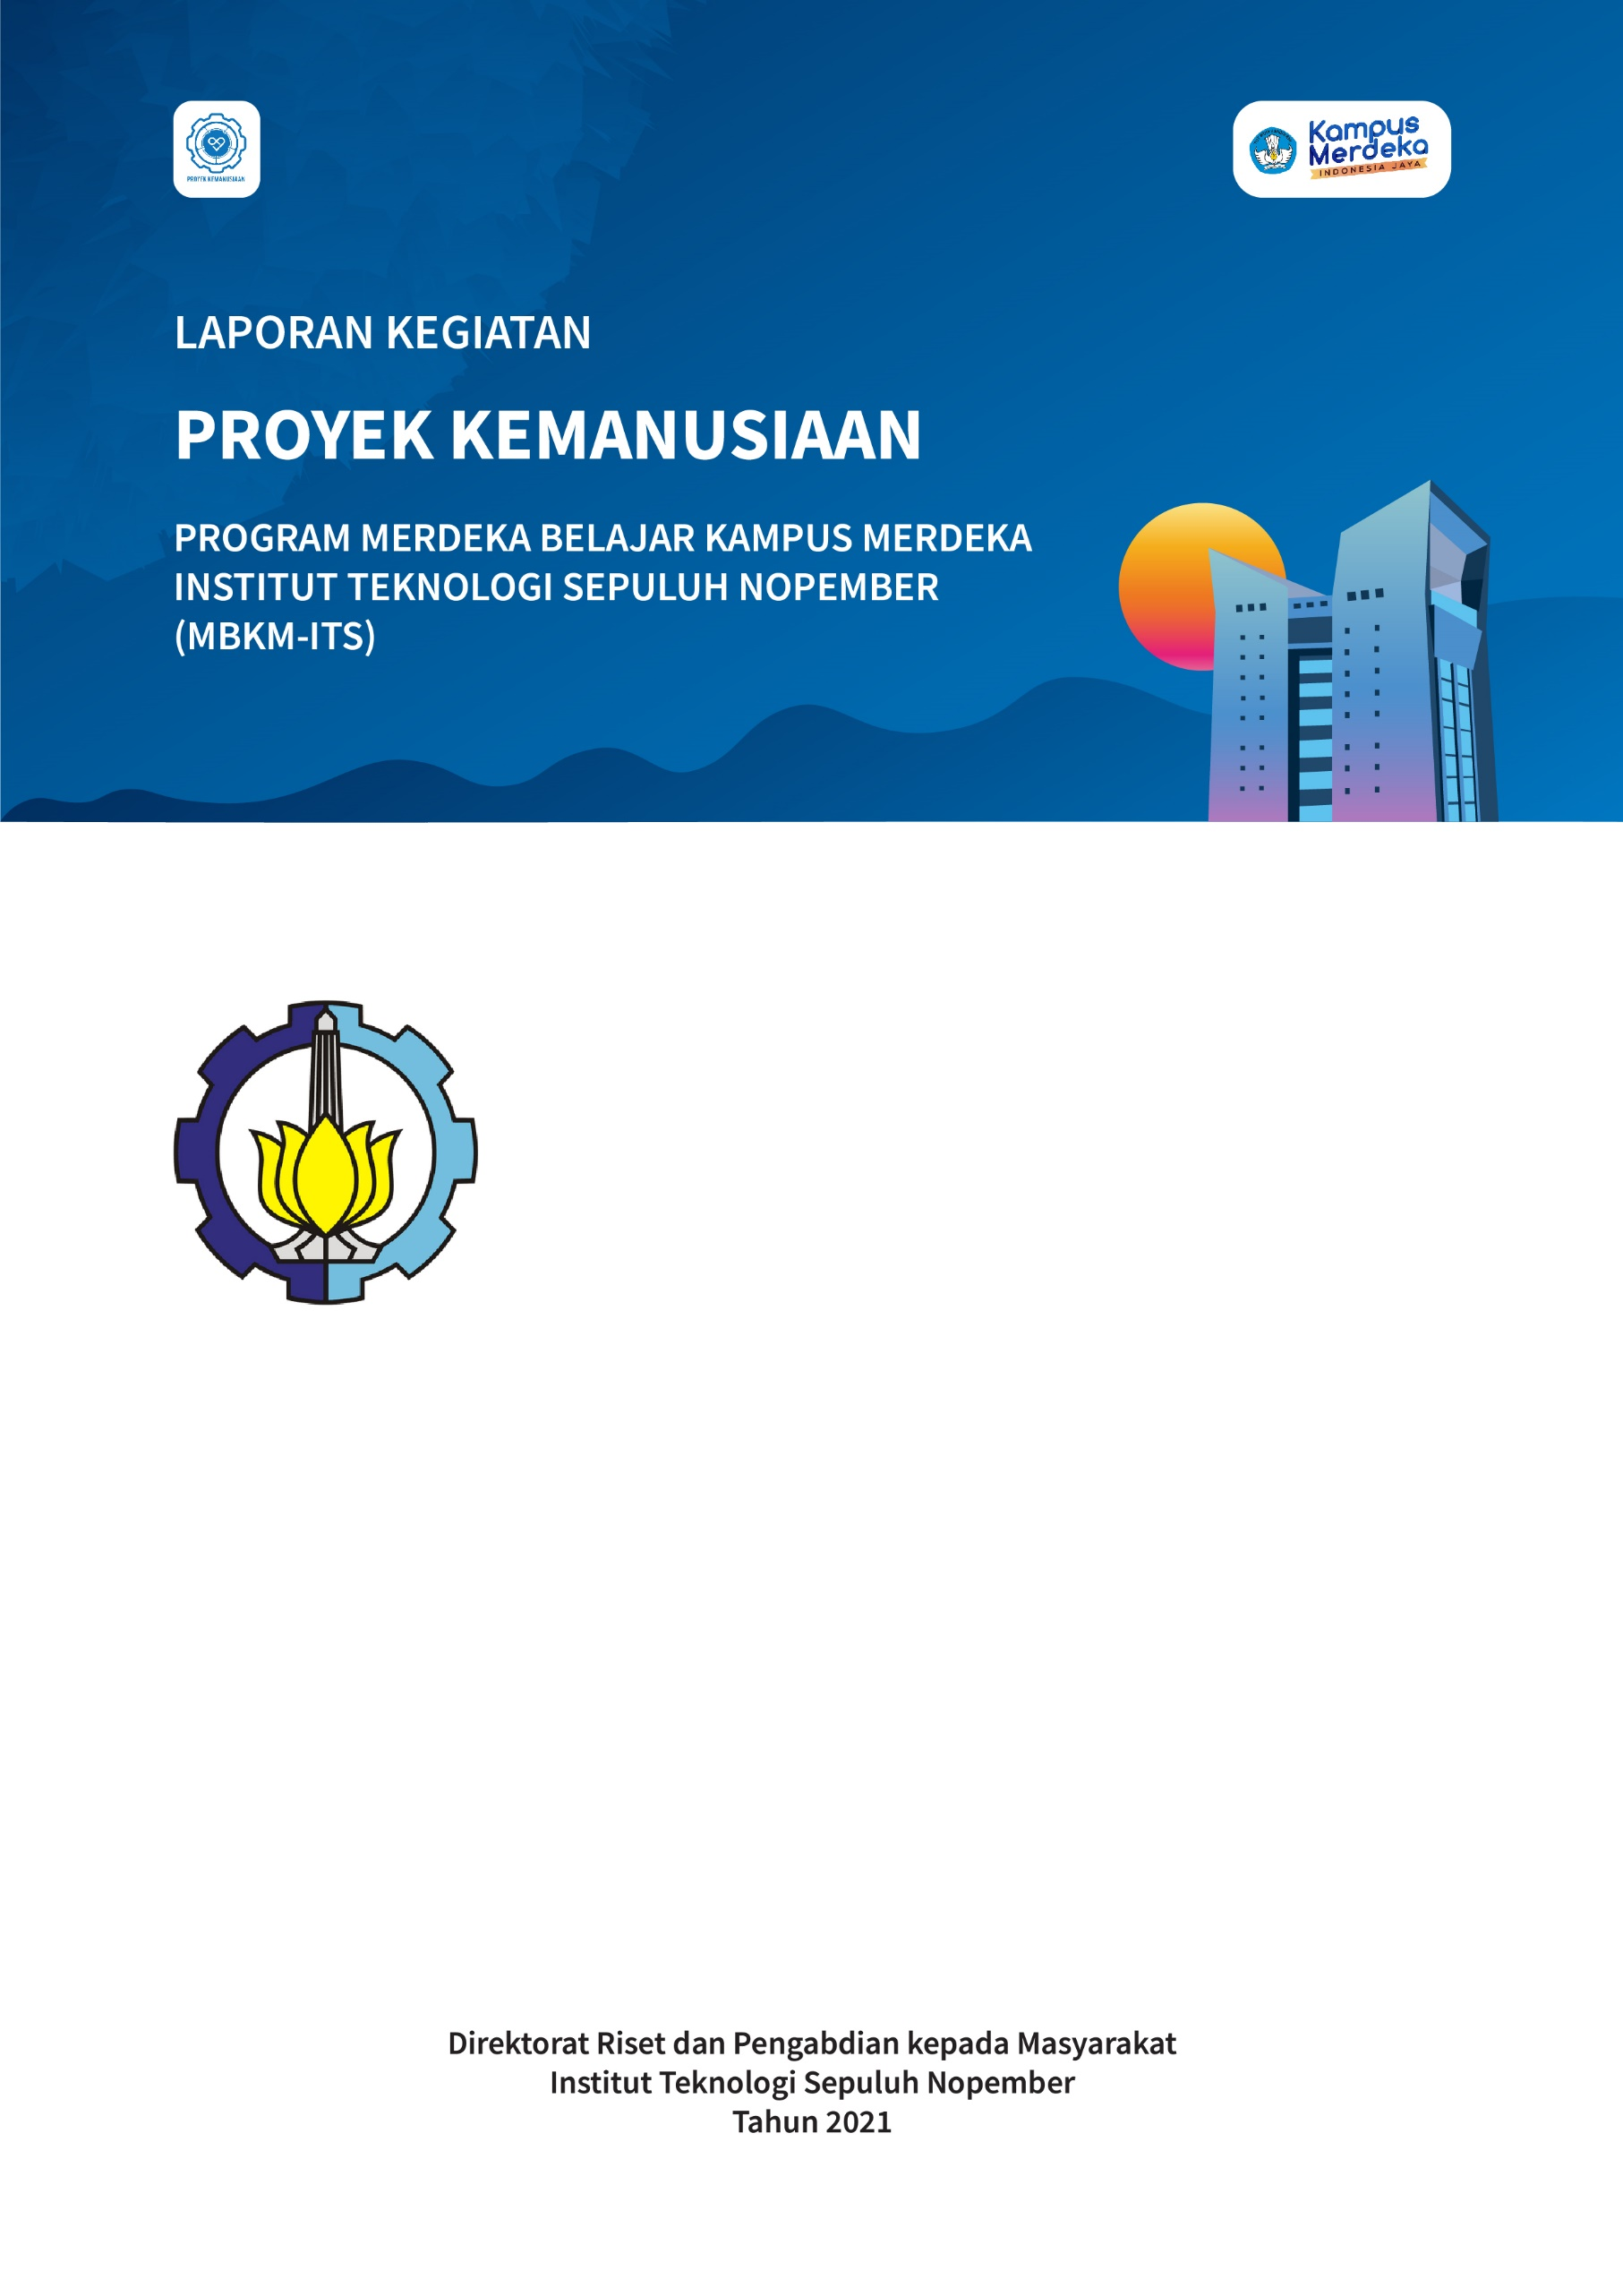 PROYEK KEMANUSIAAN
Kampus
Merdeka
INDONESIA JAYA
LAPORAN KEGIATAN
PROYEK KEMANUSIAAN
PROGRAM MERDEKA BELAJAR KAMPUS MERDEKA
INSTITUT TEKNOLOGI SEPULUH NOPEMBER
(MBKM-ITS)
Direktorat Riset dan Pengabdian kepada Masyarakat
Institut Teknologi Sepuluh Nopember
Tahun 2021